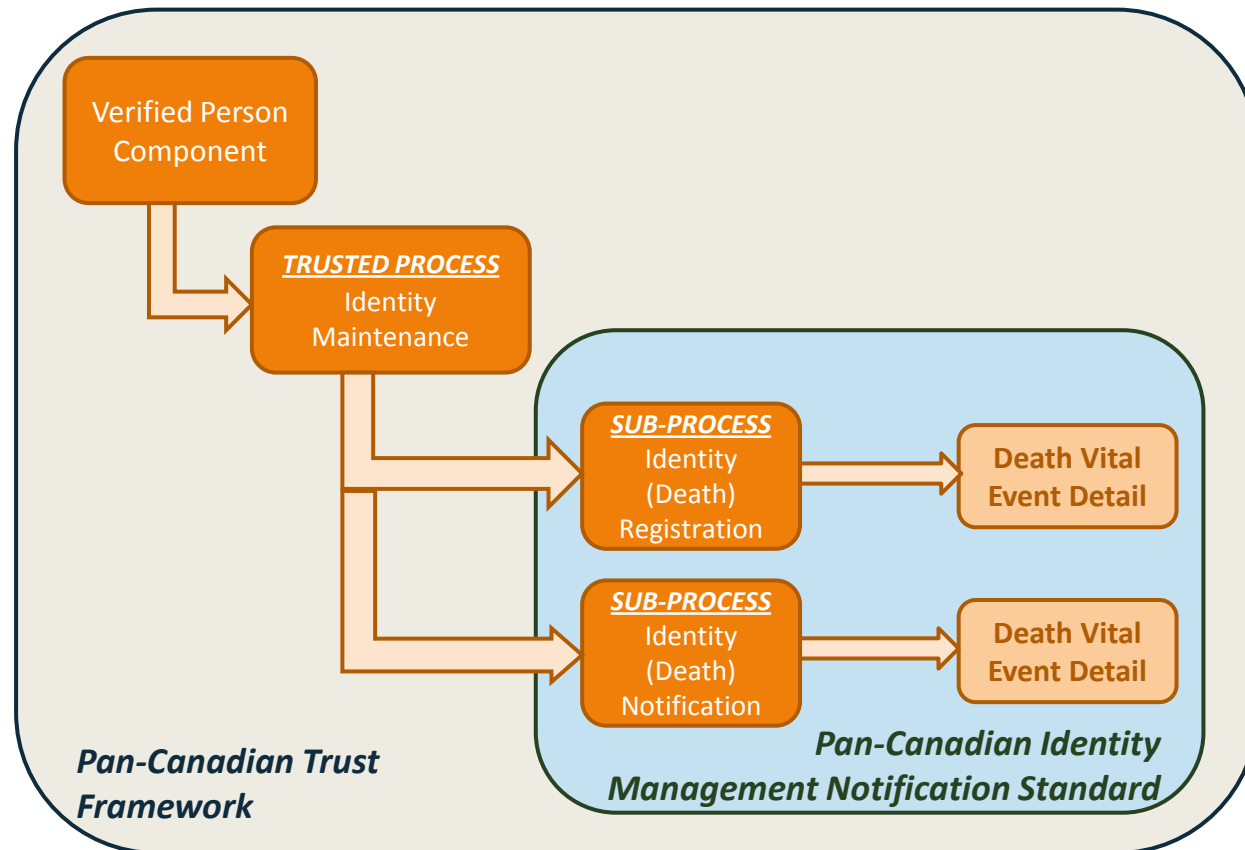 Verified Person
Component
TRUSTED PROCESS
Identity
Maintenance
SUB-PROCESS
Identity
(Death)
Registration
Death Vital
Event Detail
SUB-PROCESS
Identity
(Death)
Notification
Death Vital
Event Detail
Pan-Canadian Trust
Framework
Pan-Canadian Identity
Management Notification Standard